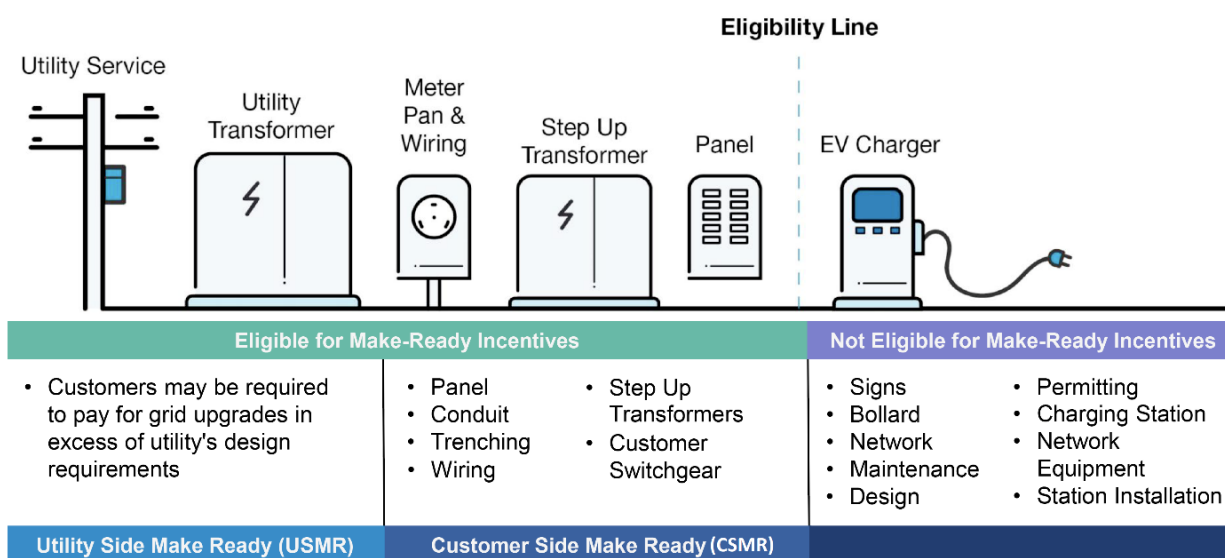 Eligibility Line
Utility Service
Utility
Transformer
Meter
Pan &
Wiring
Step Up
Transformer
Panel
EV Charger
Eligible for Make-Ready Incentives
Not Eligible for Make-Ready Incentives
• Customers may be required
to pay for grid upgrades in
excess of utility's design
requirements
• Panel
• Conduit
• Trenching
• Wiring
• Step Up
Transformers
• Customer
Switchgear
• Signs
• Bollard
• Network
• Maintenance
• Design
• Permitting
• Charging Station
• Network
Equipment
• Station Installation
Utility Side Make Ready (USMR)
Customer Side Make Ready (CSMR)